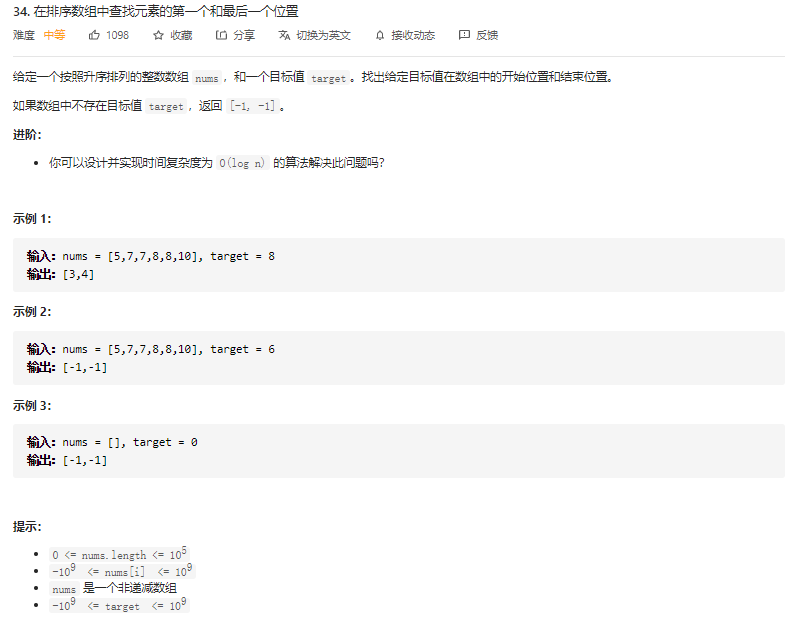 34. 在排序数组中查找元素的第一个和最后一个位置
难度 中等 1098 收藏 分享 切换为英文 接收动态 反馈
给定一个按照升序排列的整数数组 nums，和一个目标值 target。找出给定目标值在数组中的开始位置和结束位置。
如果数组中不存在目标值 target，返回 [-1, -1]。
进阶：
你可以设计并实现时间复杂度为 O(log n) 的算法解决此问题吗？
示例 1：
输入：nums = [5,7,7,8,8,10], target = 8
输出：[3,4]
示例 2：
输入：nums = [5,7,7,8,8,10], target = 6
输出：[-1,-1]
示例 3：
输入：nums = [], target = 0
输出：[-1,-1]
提示：
0 <= nums.length <= 10⁵
-10⁹ <= nums[i] <= 10⁹
nums 是一个非递减数组
-10⁹ <= target <= 10⁹